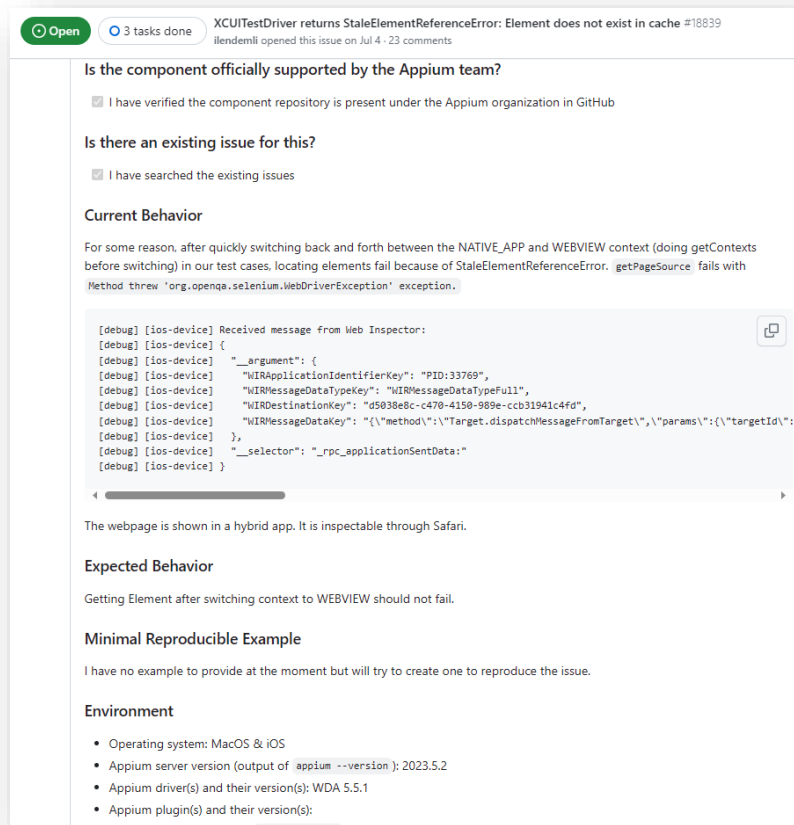 Open
3 tasks done
XCUITestDriver returns StaleElementReferenceError: Element does not exist in cache #18839
ilendemli opened this issue on Jul 4 · 23 comments
Is the component officially supported by the Appium team?
I have verified the component repository is present under the Appium organization in GitHub
Is there an existing issue for this?
I have searched the existing issues
Current Behavior
For some reason, after quickly switching back and forth between the NATIVE_APP and WEBVIEW context (doing getContexts
before switching) in our test cases, locating elements fail because of StaleElementReferenceError. getPageSource fails with
Method threw 'org.openqa.selenium.WebDriverException' exception.
[debug] [ios-device] Received message from Web Inspector:
[debug] [ios-device] {
[debug] [ios-device]   "__argument": {
[debug] [ios-device]     "WIRApplicationIdentifierKey": "PID:33769",
[debug] [ios-device]     "WIRMessageDataTypeKey": "WIRMessageDataTypeFull",
[debug] [ios-device]     "WIRDestinationKey": "d5038e8c-c470-4150-989e-ccb31941c4fd",
[debug] [ios-device]     "WIRMessageDataKey": "{\"method\":\"Target.dispatchMessageFromTarget\",\"params\":{\"targetId\":
[debug] [ios-device]   },
[debug] [ios-device]   "__selector": "_rpc_applicationSentData:"
[debug] [ios-device] }
The webpage is shown in a hybrid app. It is inspectable through Safari.
Expected Behavior
Getting Element after switching context to WEBVIEW should not fail.
Minimal Reproducible Example
I have no example to provide at the moment but will try to create one to reproduce the issue.
Environment
• Operating system: MacOS & iOS
• Appium server version (output of appium --version): 2023.5.2
• Appium driver(s) and their version(s): WDA 5.5.1
• Appium plugin(s) and their version(s):